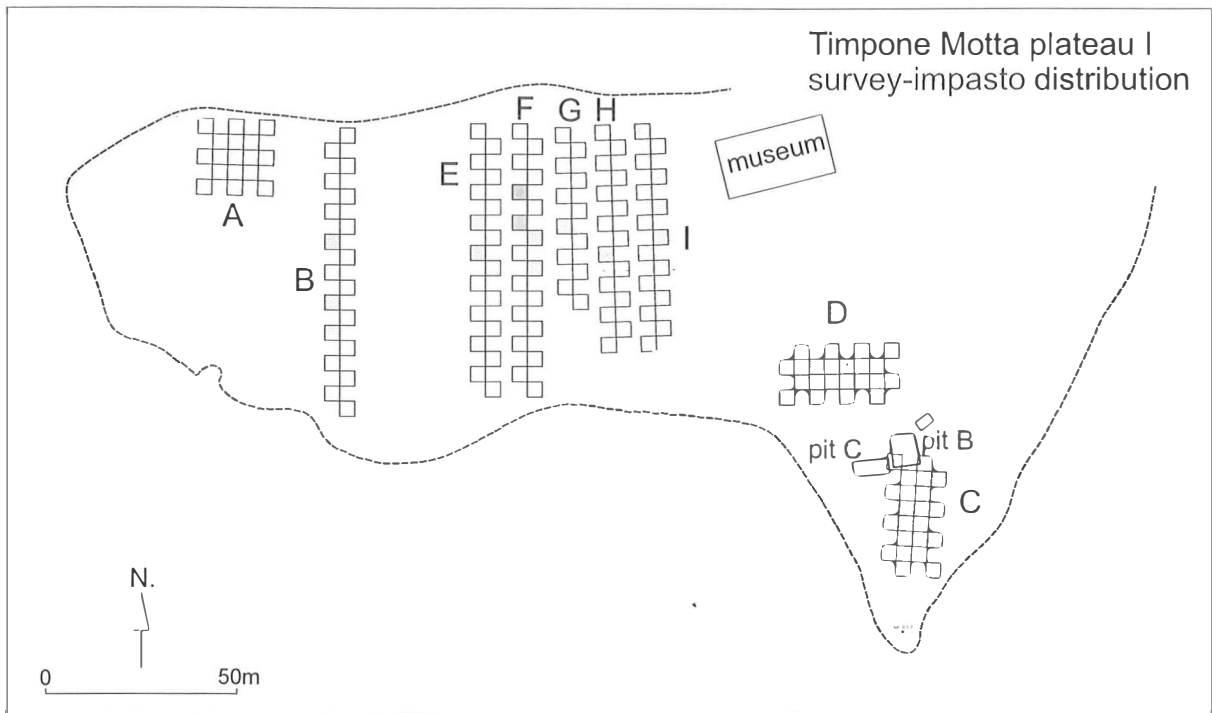 Timpone Motta plateau I
survey-impasto distribution
F
G
H
museum
E
A
I
B
D
pit B
pit C
C
N.
0
50m